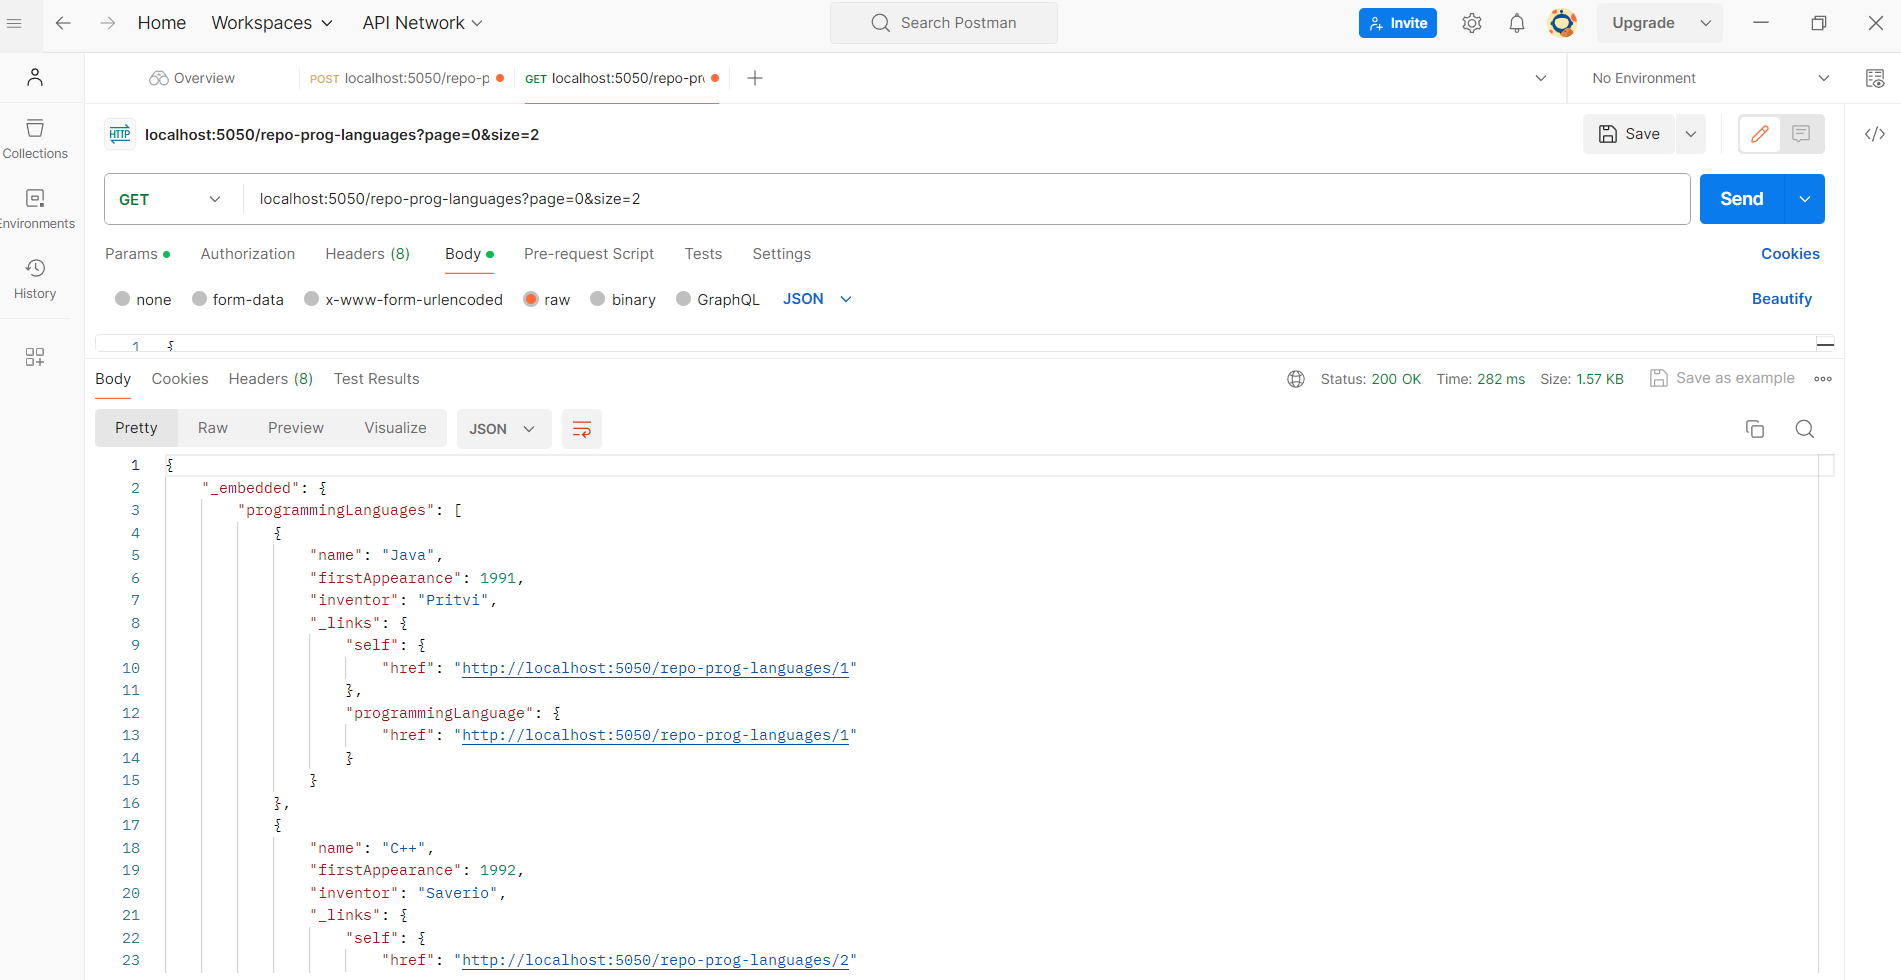 Home Workspaces API Network Search Postman Invite Upgrade
Overview POST localhost:5050/repo-p GET localhost:5050/repo-pr No Environment
HTTP localhost:5050/repo-prog-languages?page=0&size=2 Save </>
Collections
GET localhost:5050/repo-prog-languages?page=0&size=2 Send
Environments
Params Authorization Headers (8) Body Pre-request Script Tests Settings Cookies
History
none form-data x-www-form-urlencoded raw binary GraphQL JSON Beautify
1 {
Body Cookies Headers (8) Test Results Status: 200 OK Time: 282 ms Size: 1.57 KB Save as example
Pretty Raw Preview Visualize JSON
1 {
2 "_embedded": {
3 "programmingLanguages": [
4 {
5 "name": "Java",
6 "firstAppearance": 1991,
7 "inventor": "Pritvi",
8 "_links": {
9 "self": {
10 "href": "http://localhost:5050/repo-prog-languages/1"
11 },
12 "programmingLanguage": {
13 "href": "http://localhost:5050/repo-prog-languages/1"
14 }
15 }
16 },
17 {
18 "name": "C++",
19 "firstAppearance": 1992,
20 "inventor": "Saverio",
21 "_links": {
22 "self": {
23 "href": "http://localhost:5050/repo-prog-languages/2"